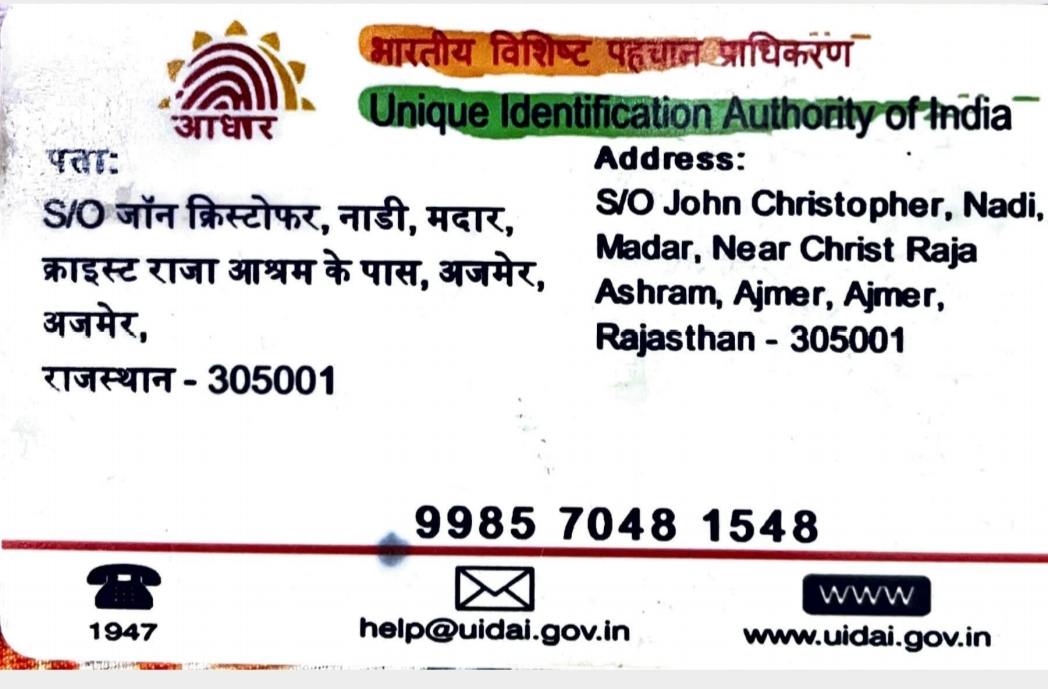 भारतीय विशिष्ट पहचान प्राधिकरण
Unique Identification Authority of India
आधार
पता:
S/O जॉन क्रिस्टोफर, नाडी, मदार,
क्राइस्ट राजा आश्रम के पास, अजमेर,
अजमेर,
राजस्थान - 305001
Address:
S/O John Christopher, Nadi,
Madar, Near Christ Raja
Ashram, Ajmer, Ajmer,
Rajasthan - 305001
9985 7048 1548
1947
help@uidai.gov.in
www
www.uidai.gov.in